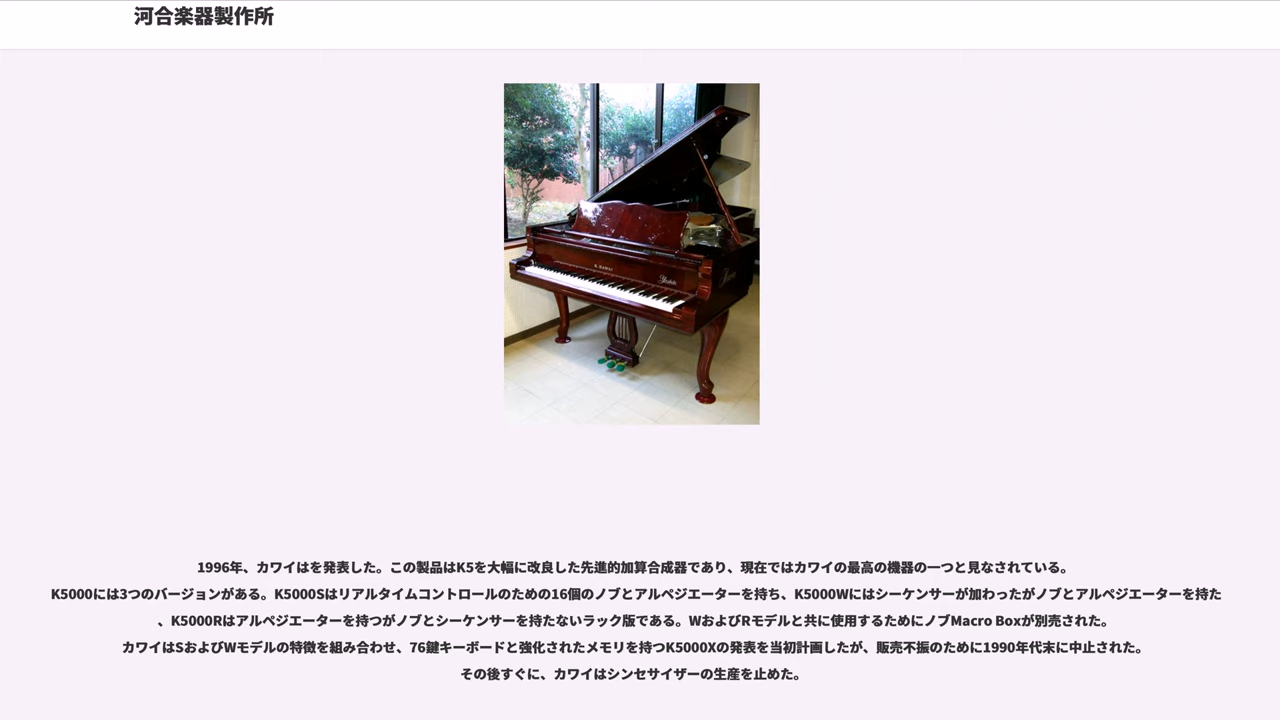 河合楽器製作所
K.KAWAI
1996年、カワイはを発表した。この製品はK5を大幅に改良した先進的加算合成器であり、現在ではカワイの最高の機器の一つと見なされている。
K5000には3つのバージョンがある。K5000Sはリアルタイムコントロールのための16個のノブとアルペジエーターを持ち、K5000Wにはシーケンサーが加わったがノブとアルペジエーターを持た
、K5000Rはアルペジエーターを持つがノブとシーケンサーを持たないラック版である。WおよびRモデルと共に使用するためにノブMacro Boxが別売された。
カワイはSおよびWモデルの特徴を組み合わせ、76鍵キーボードと強化されたメモリを持つK5000Xの発表を当初計画したが、販売不振のために1990年代末に中止された。
その後すぐに、カワイはシンセサイザーの生産を止めた。